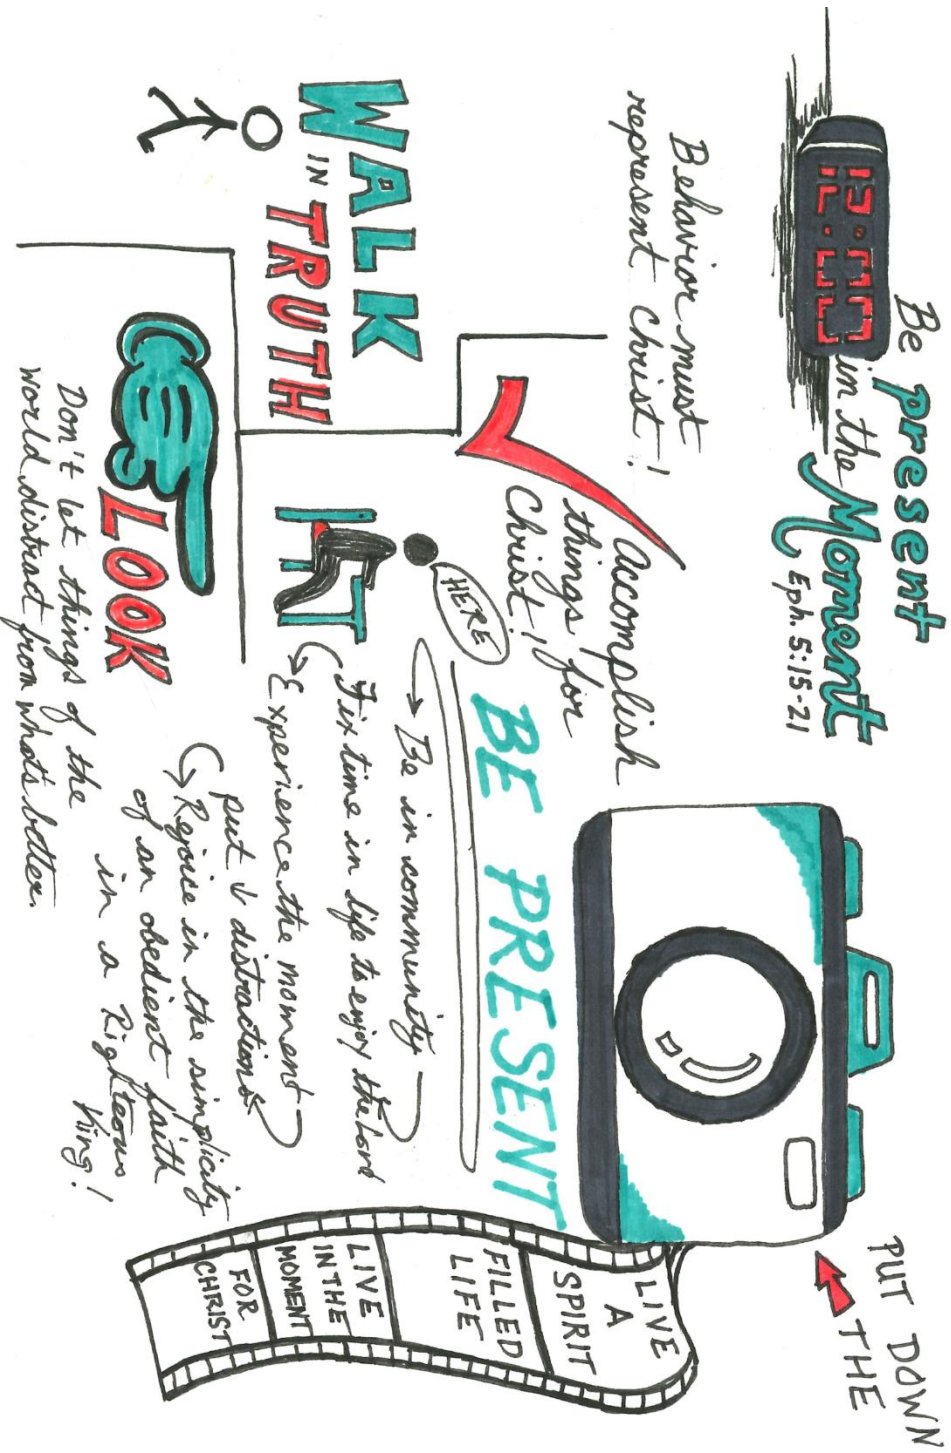 12:00
Be present
in the Moment
Eph. 5:15-21
Behavior must
represent Christ!
Accomplish
things for
Christ!
WALK
IN TRUTH
HERE
LOOK
Don't let things of the
world distract from what's better.
PUT DOWN
THE
BE PRESENT
Be in community
Fix time in life to enjoy the Lord
Experience the moment
put ↓ distractions
Rejoice in the simplicity
of an obedient faith
in a Righteous
King!
LIVE
A
SPIRIT
FILLED
LIFE
LIVE
IN THE
MOMENT
FOR
CHRIST